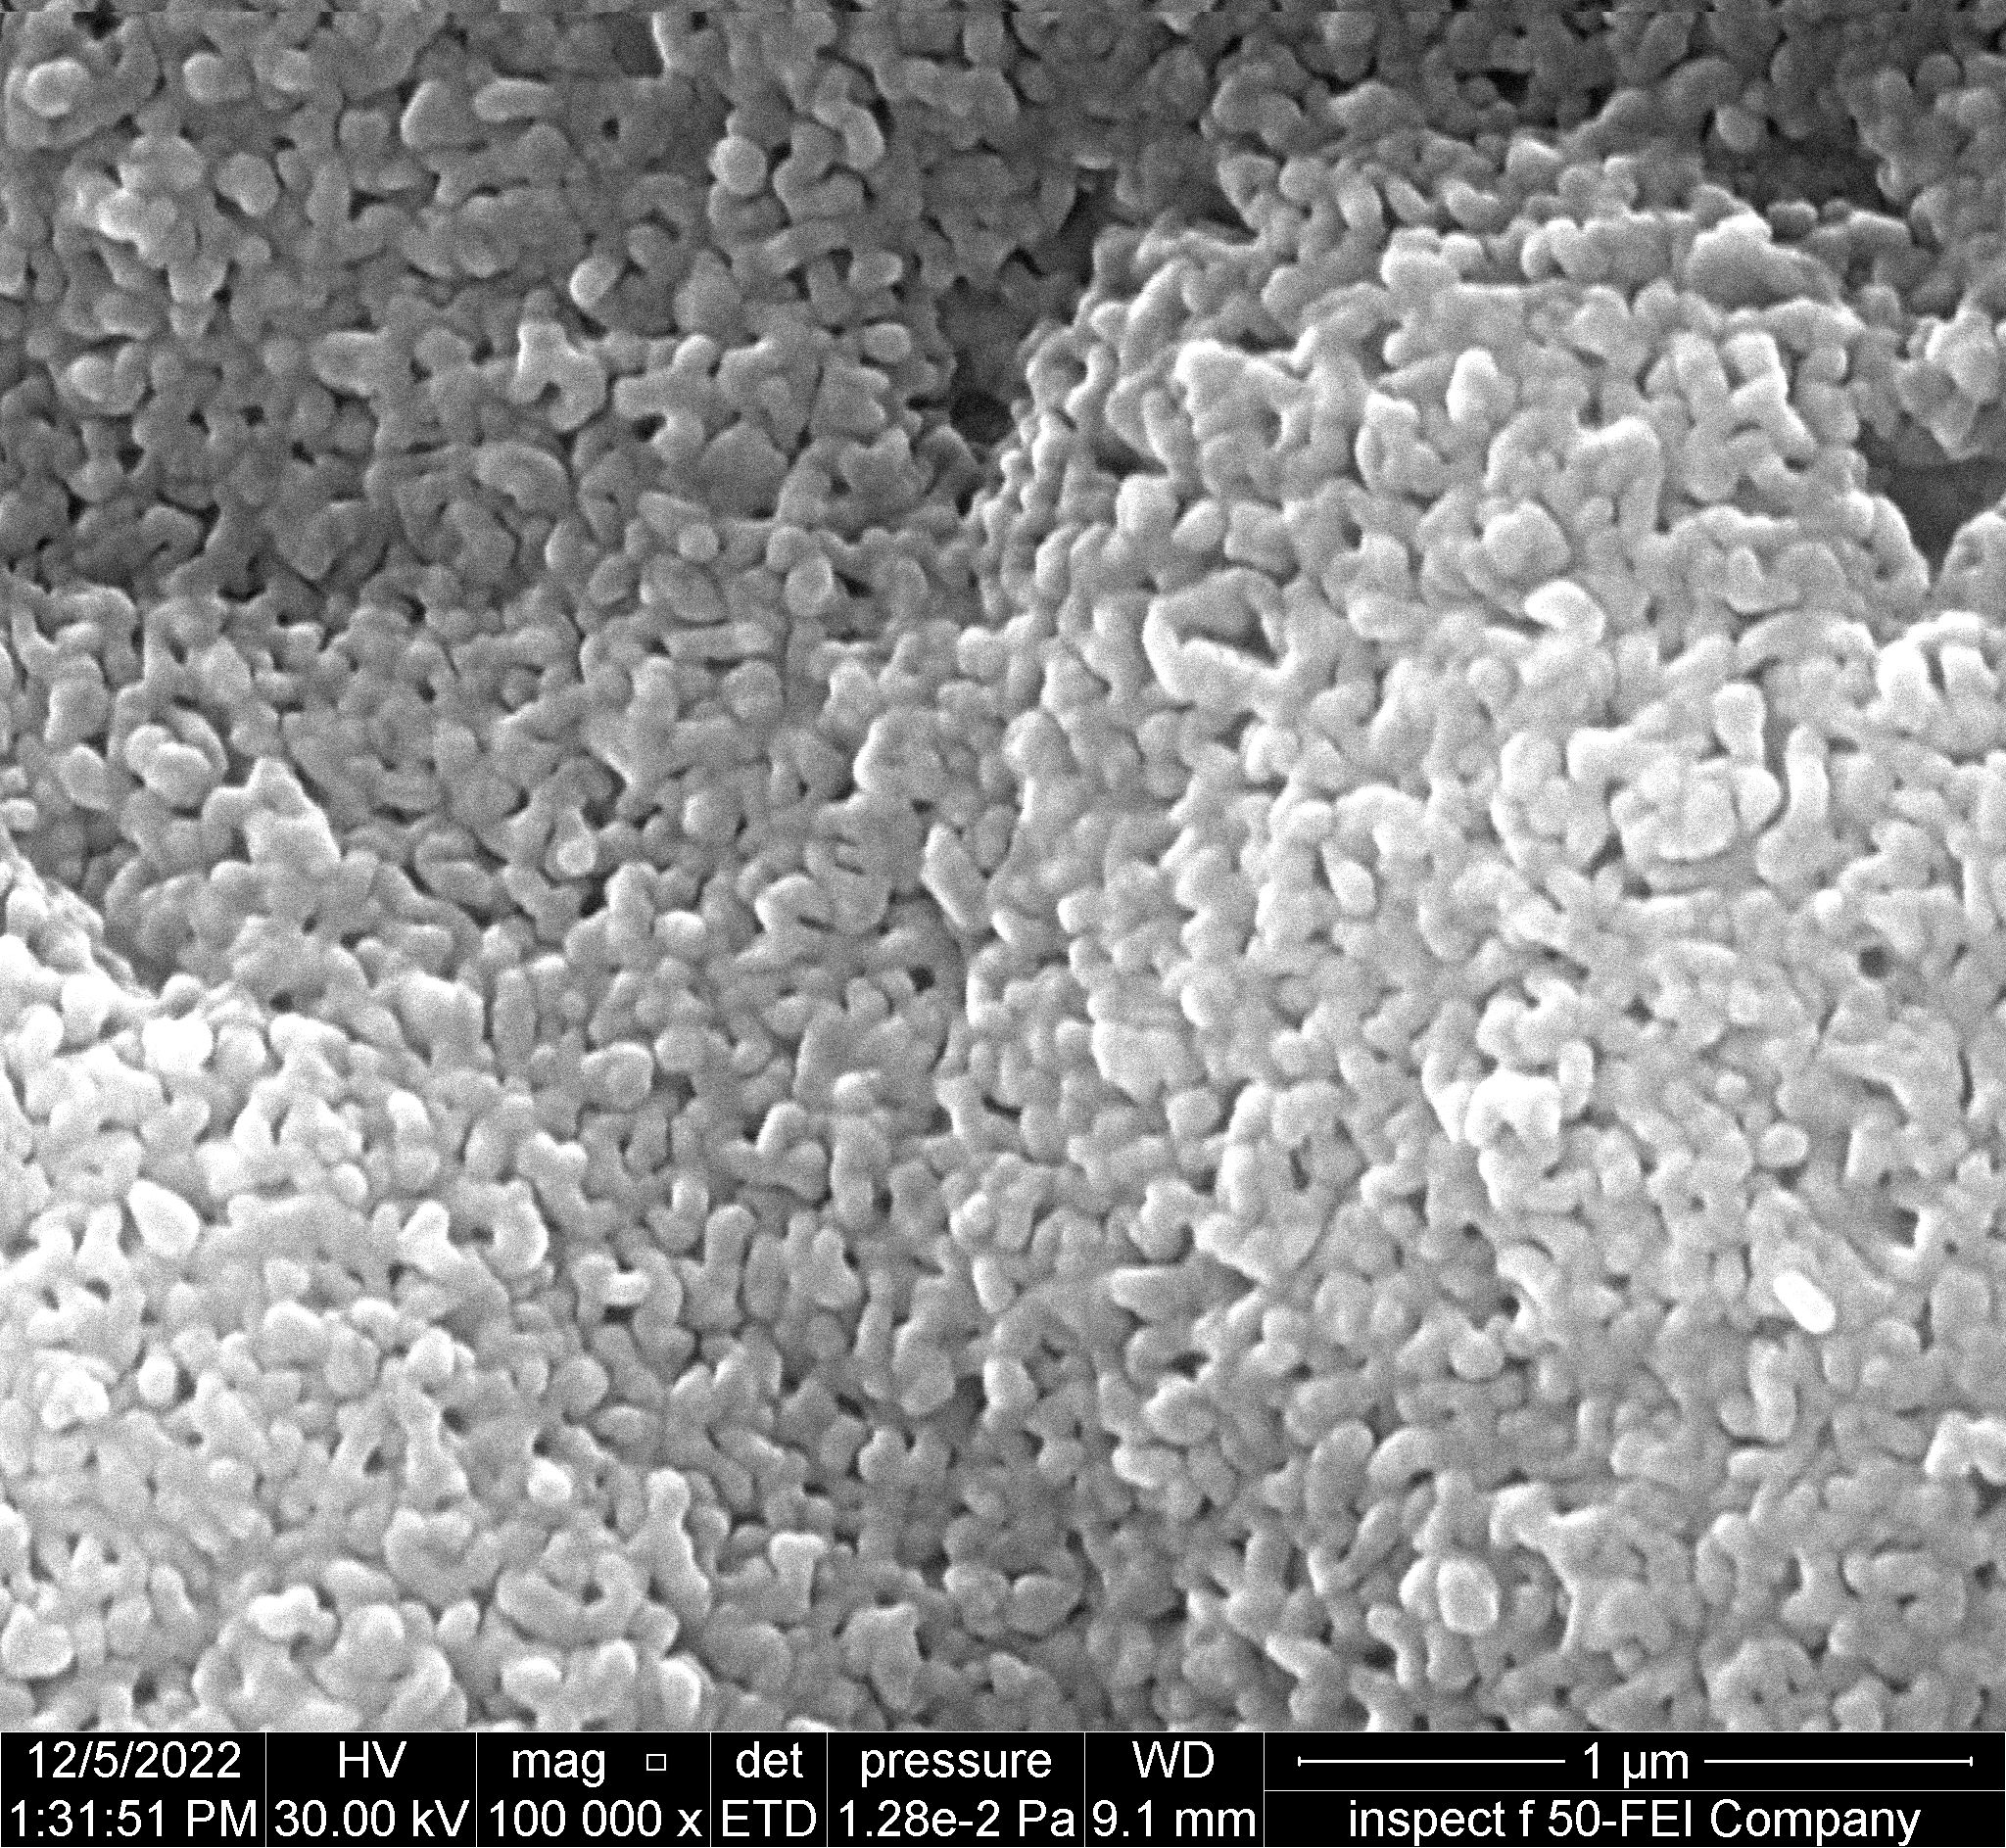 12/5/2022 HV mag det pressure WD 1 µm
1:31:51 PM 30.00 kV 100 000 x ETD 1.28e-2 Pa 9.1 mm inspect f 50-FEI Company